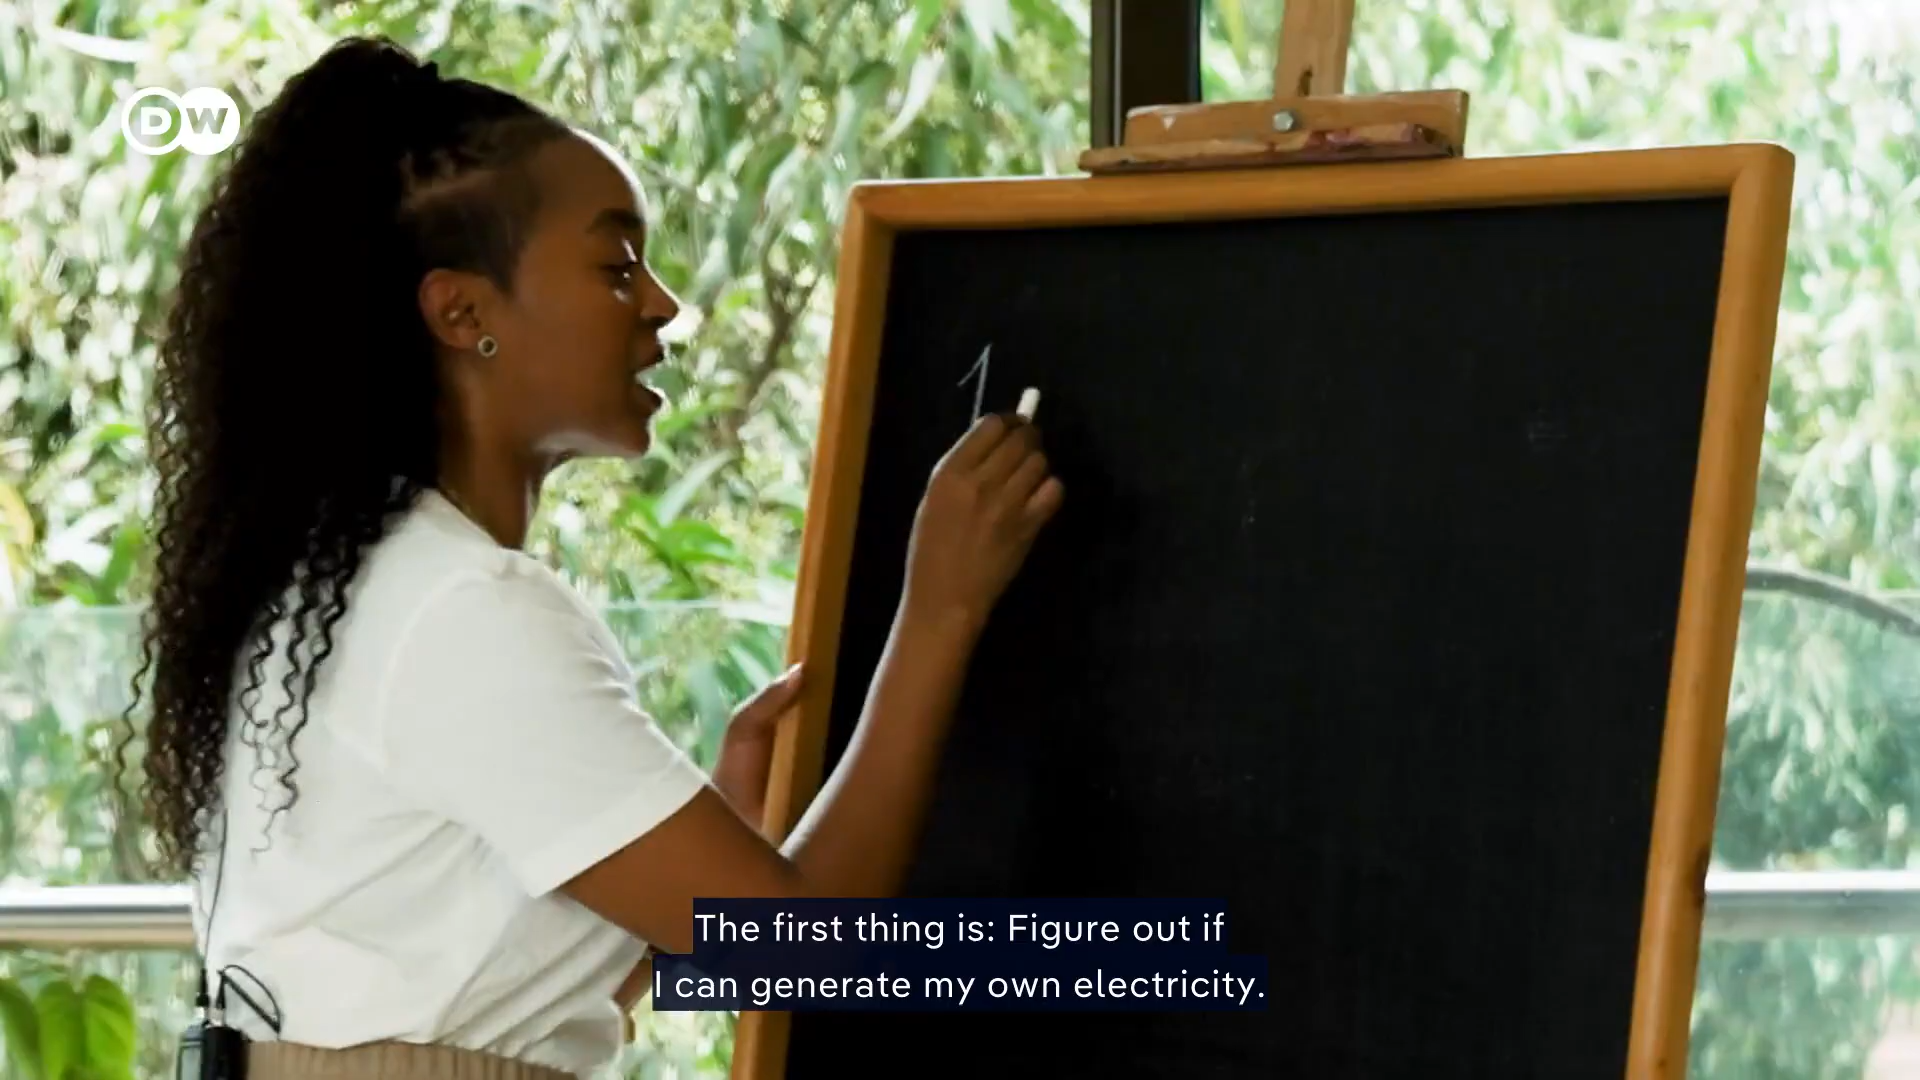 DW
1
The first thing is: Figure out if
I can generate my own electricity.